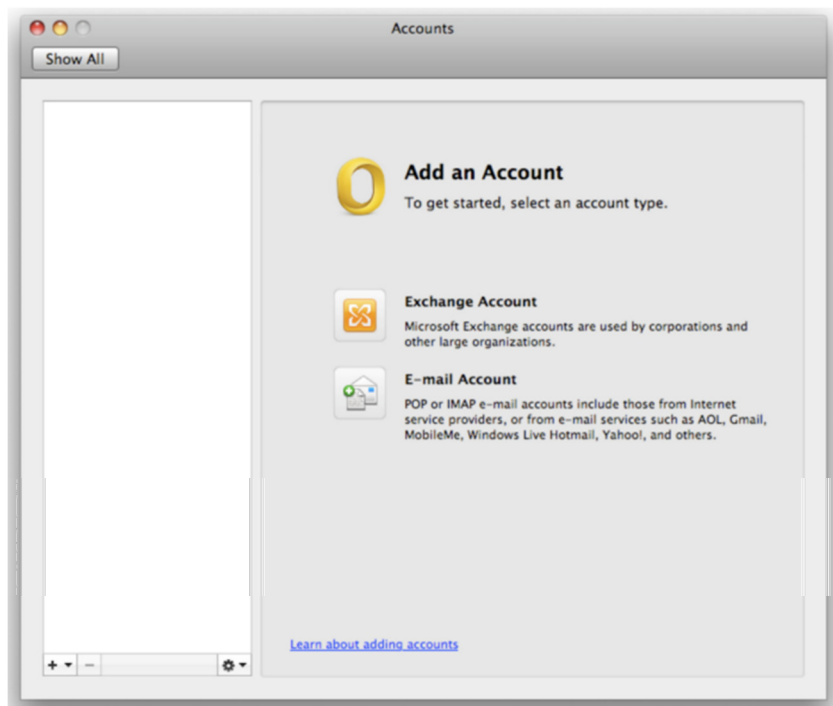 Accounts
Show All
Add an Account
To get started, select an account type.
Exchange Account
Microsoft Exchange accounts are used by corporations and
other large organizations.
E-mail Account
POP or IMAP e-mail accounts include those from Internet
service providers, or from e-mail services such as AOL, Gmail,
MobileMe, Windows Live Hotmail, Yahoo!, and others.
Learn about adding accounts